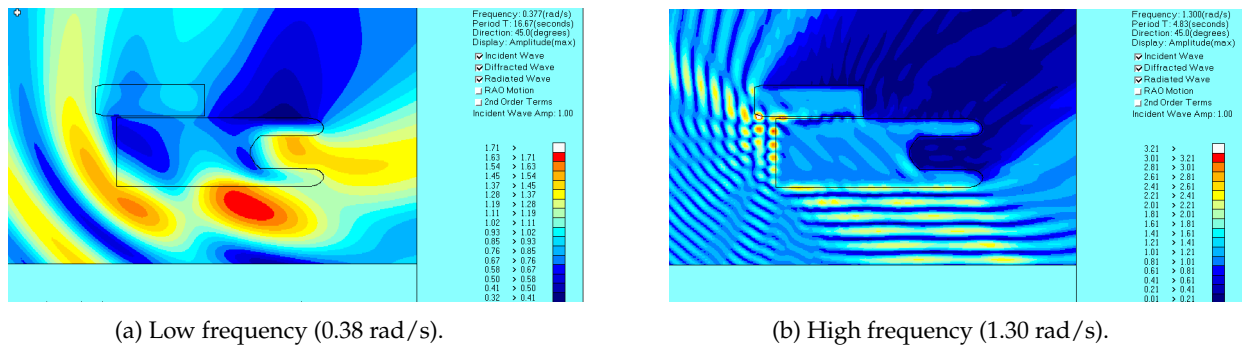 Frequency: 0.377(rad/s)
Period T: 16.67(seconds)
Direction: 45.0(degrees)
Display: Amplitude(max)
Incident Wave
Diffracted Wave
Radiated Wave
RAO Motion
2nd Order Terms
Incident Wave Amp: 1.00
1.71 >
1.63 > 1.71
1.54 > 1.63
1.45 > 1.54
1.37 > 1.45
1.28 > 1.37
1.19 > 1.28
1.11 > 1.19
1.02 > 1.11
0.93 > 1.02
0.85 > 0.93
0.76 > 0.85
0.67 > 0.76
0.58 > 0.67
0.50 > 0.58
0.41 > 0.50
0.32 > 0.41
(a) Low frequency (0.38 rad/s).
Frequency: 1.300(rad/s)
Period T: 4.83(seconds)
Direction: 45.0(degrees)
Display: Amplitude(max)
Incident Wave
Diffracted Wave
Radiated Wave
RAO Motion
2nd Order Terms
Incident Wave Amp: 1.00
3.21 >
3.01 > 3.21
2.81 > 3.01
2.61 > 2.81
2.41 > 2.61
2.21 > 2.41
2.01 > 2.21
1.81 > 2.01
1.61 > 1.81
1.41 > 1.61
1.21 > 1.41
1.01 > 1.21
0.81 > 1.01
0.61 > 0.81
0.41 > 0.61
0.21 > 0.41
0.01 > 0.21
(b) High frequency (1.30 rad/s).